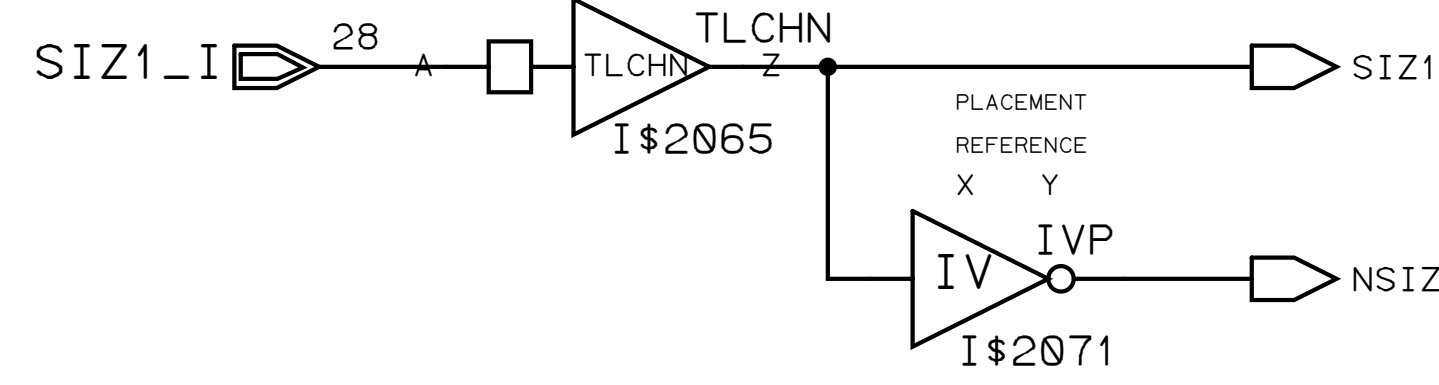 SIZ1_I
28
A
TLCHN
TLCHN
Z
I$2065
SIZ1
PLACEMENT
REFERENCE
X Y
IVP
IV
I$2071
NSIZ